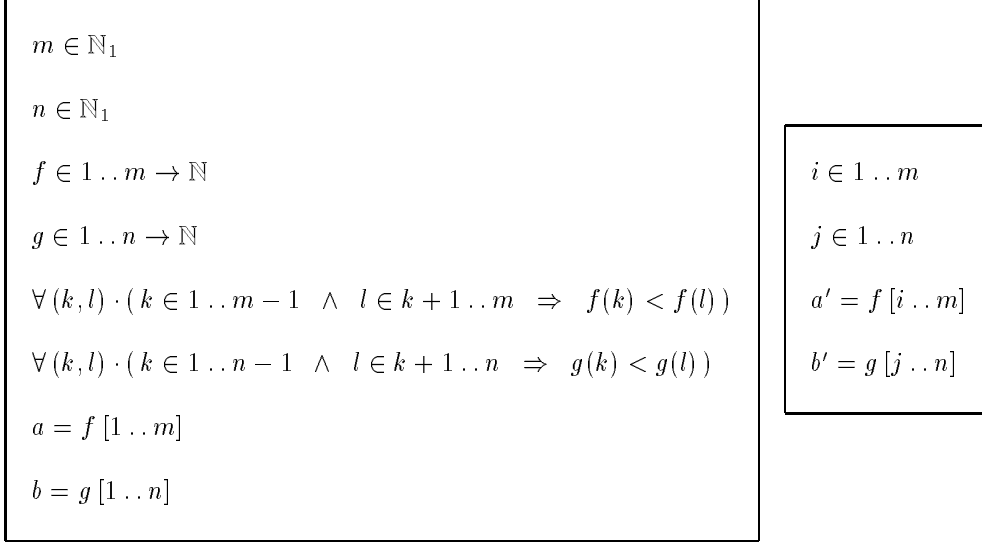 m ∈ ℕ₁
n ∈ ℕ₁
f ∈ 1 .. m → ℕ
g ∈ 1 .. n → ℕ
∀ (k, l) · ( k ∈ 1 .. m − 1 ∧ l ∈ k + 1 .. m ⇒ f(k) < f(l) )
∀ (k, l) · ( k ∈ 1 .. n − 1 ∧ l ∈ k + 1 .. n ⇒ g(k) < g(l) )
a = f [1 .. m]
b = g [1 .. n]
i ∈ 1 .. m
j ∈ 1 .. n
a′ = f [i .. m]
b′ = g [j .. n]